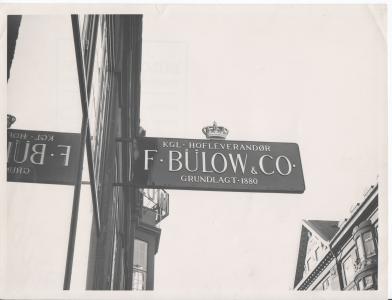 KGL · HOFLEVERANDØR
F · BÜLOW & CO ·
GRUNDLAGT · 1880